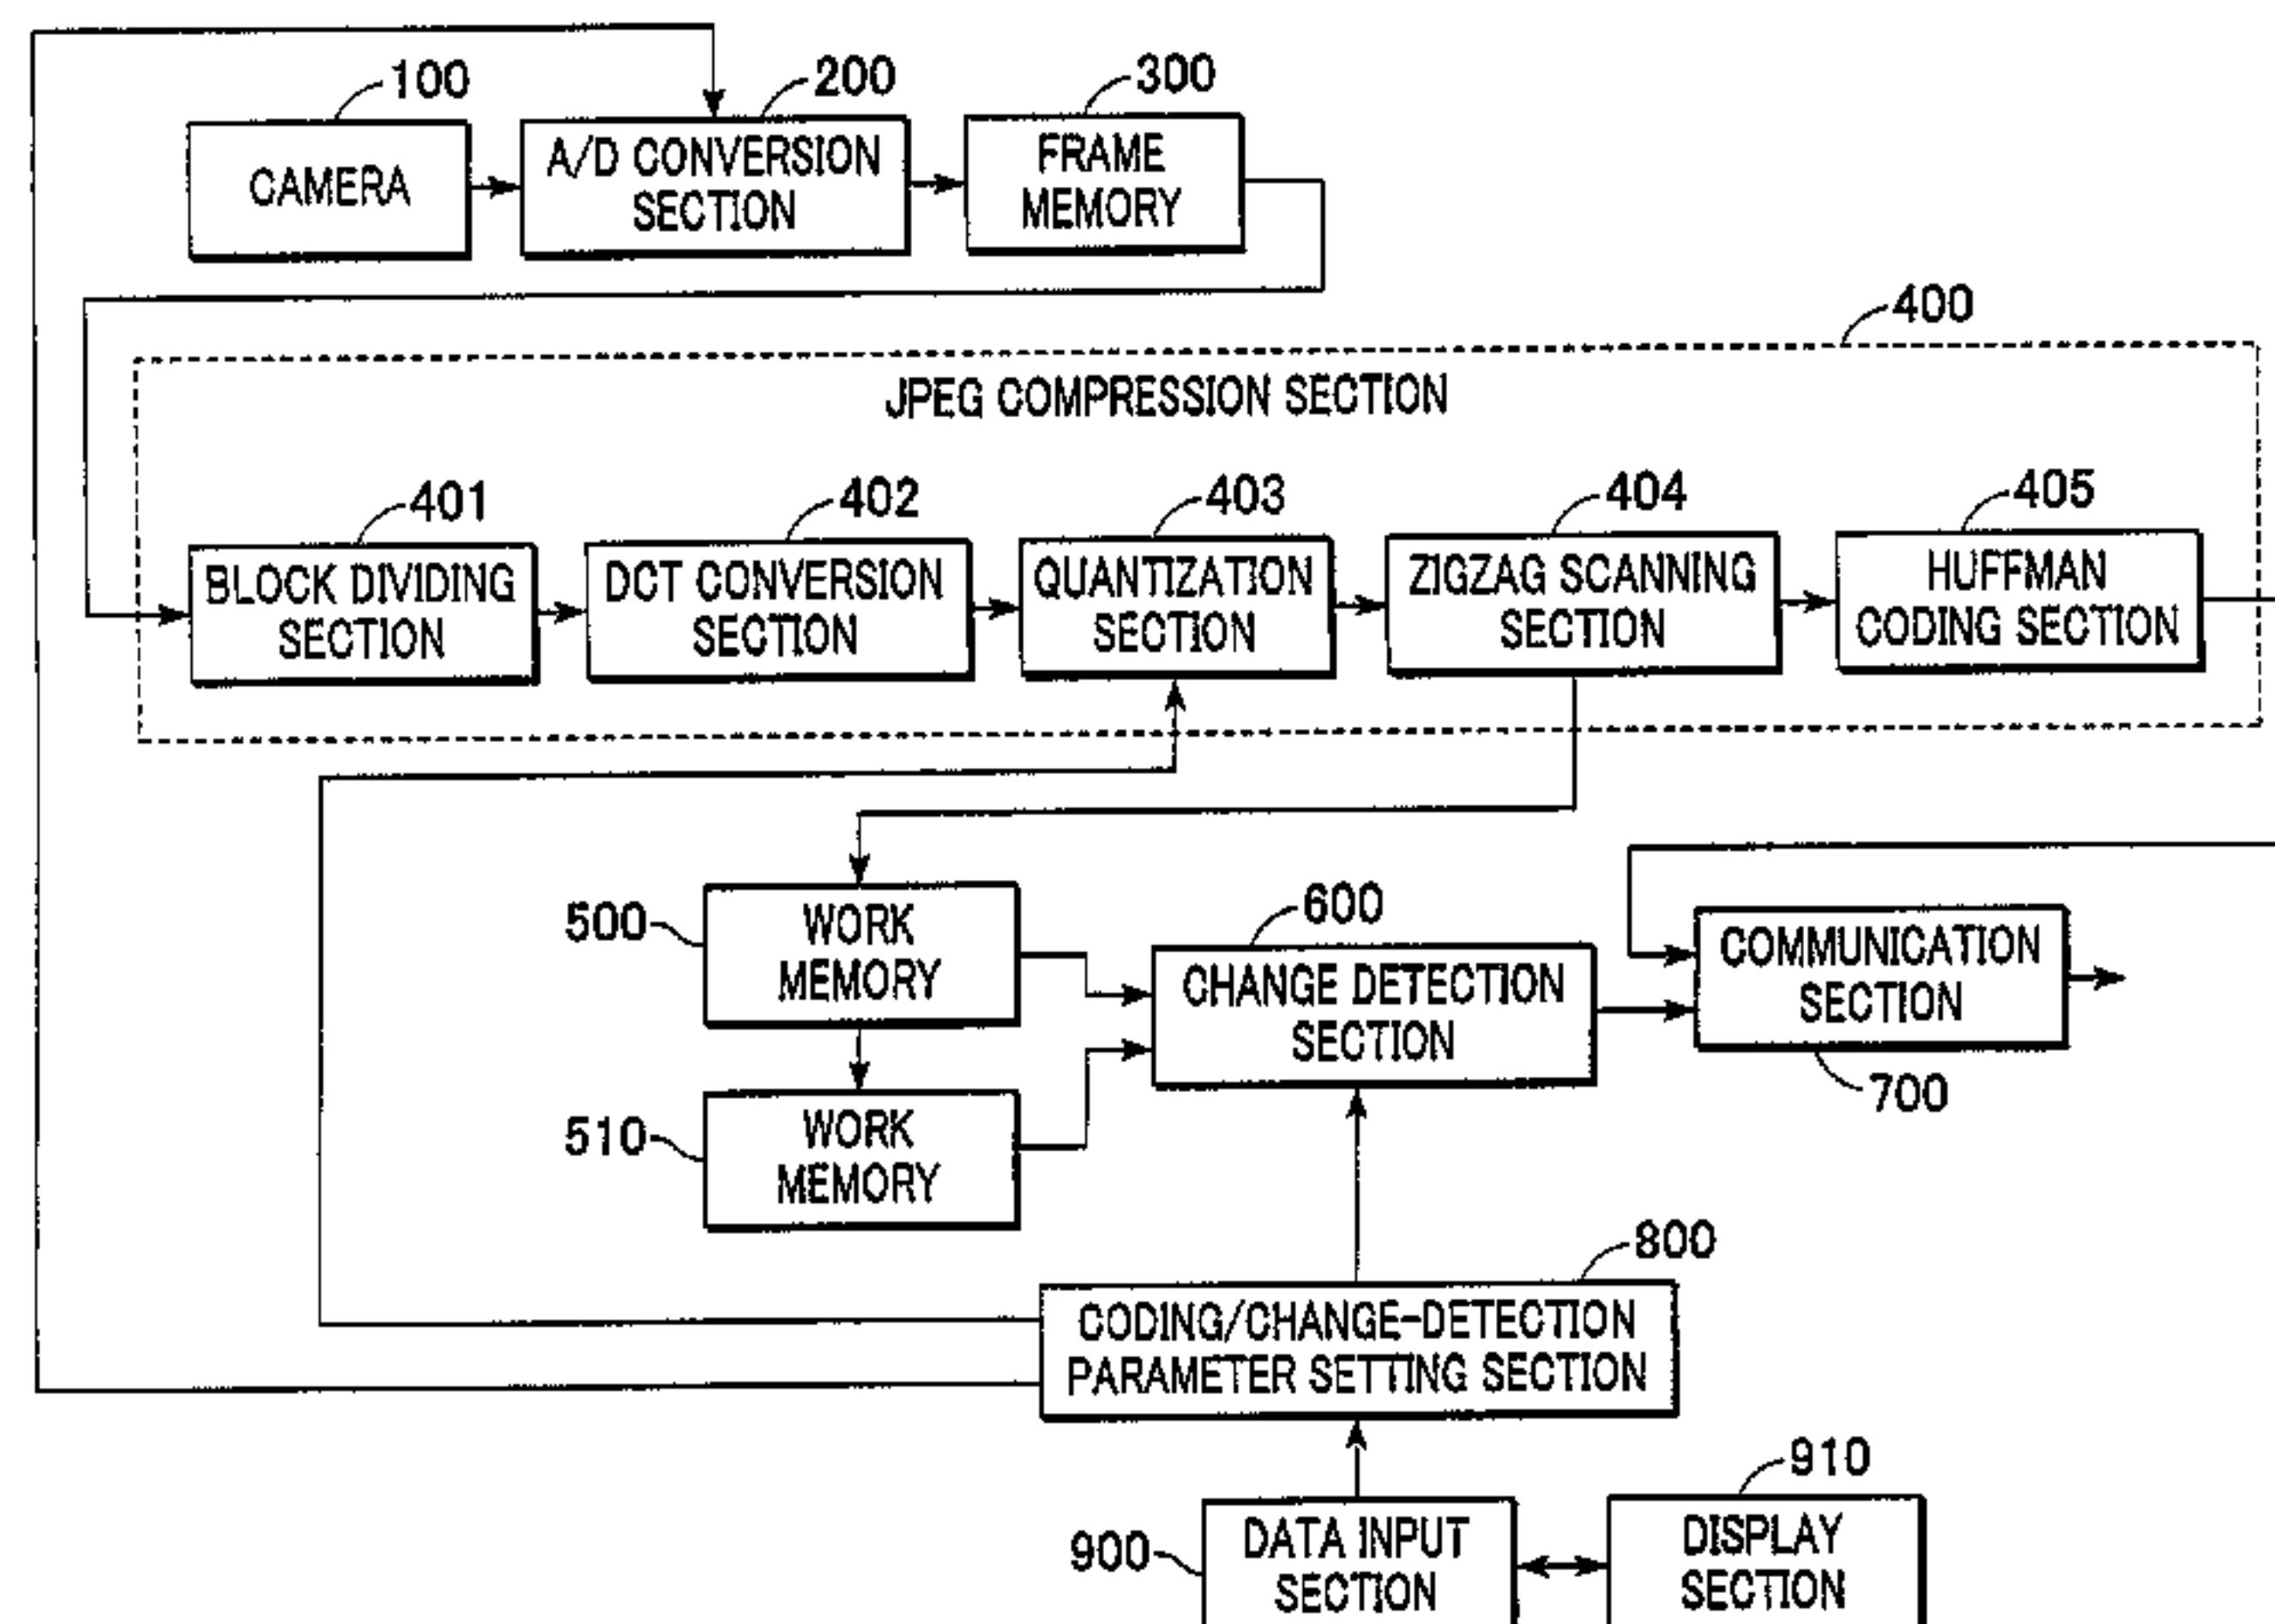 100
200
300
CAMERA
A/D CONVERSION
SECTION
FRAME
MEMORY
400
JPEG COMPRESSION SECTION
401
402
403
404
405
BLOCK DIVIDING
SECTION
DCT CONVERSION
SECTION
QUANTIZATION
SECTION
ZIGZAG SCANNING
SECTION
HUFFMAN
CODING SECTION
500
WORK
MEMORY
600
CHANGE DETECTION
SECTION
COMMUNICATION
SECTION
700
510
WORK
MEMORY
800
CODING/CHANGE-DETECTION
PARAMETER SETTING SECTION
910
900
DATA INPUT
SECTION
DISPLAY
SECTION